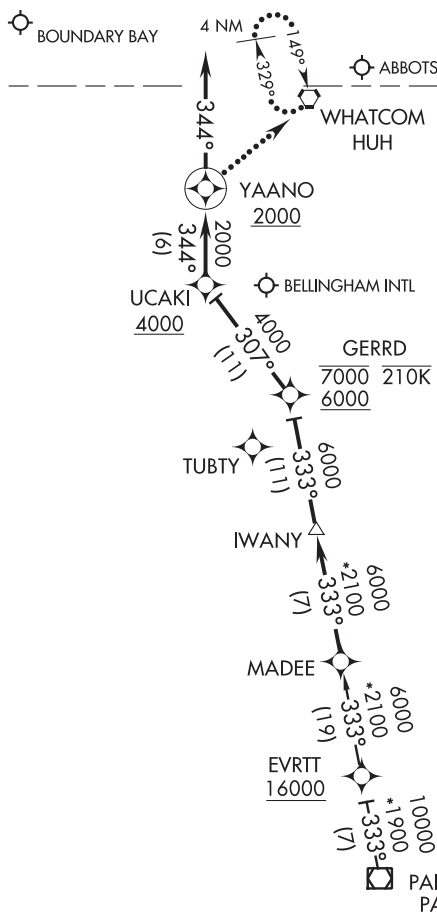 BOUNDARY BAY
4 NM
149°
329°
ABBOTS
WHATCOM
HUH
344°
YAANO
2000
2000
344°
(6)
UCAKI
4000
BELLINGHAM INTL
4000
307°
(11)
GERRD
7000 210K
6000
TUBTY
6000
333°
(11)
IWANY
6000
*2100
333°
(7)
MADEE
6000
*2100
333°
(19)
EVRTT
16000
10000
*1900
333°
(7)
PAI
PA